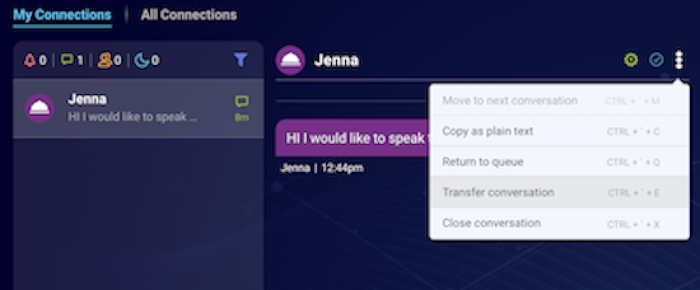 My Connections | All Connections
0 | 1 | 0 | 0
Jenna
HI I would like to speak ...
8m
Jenna
HI I would like to speak
Jenna | 12:44pm
Move to next conversation CTRL + ` + M
Copy as plain text CTRL + ` + C
Return to queue CTRL + ` + Q
Transfer conversation CTRL + ` + E
Close conversation CTRL + ` + X